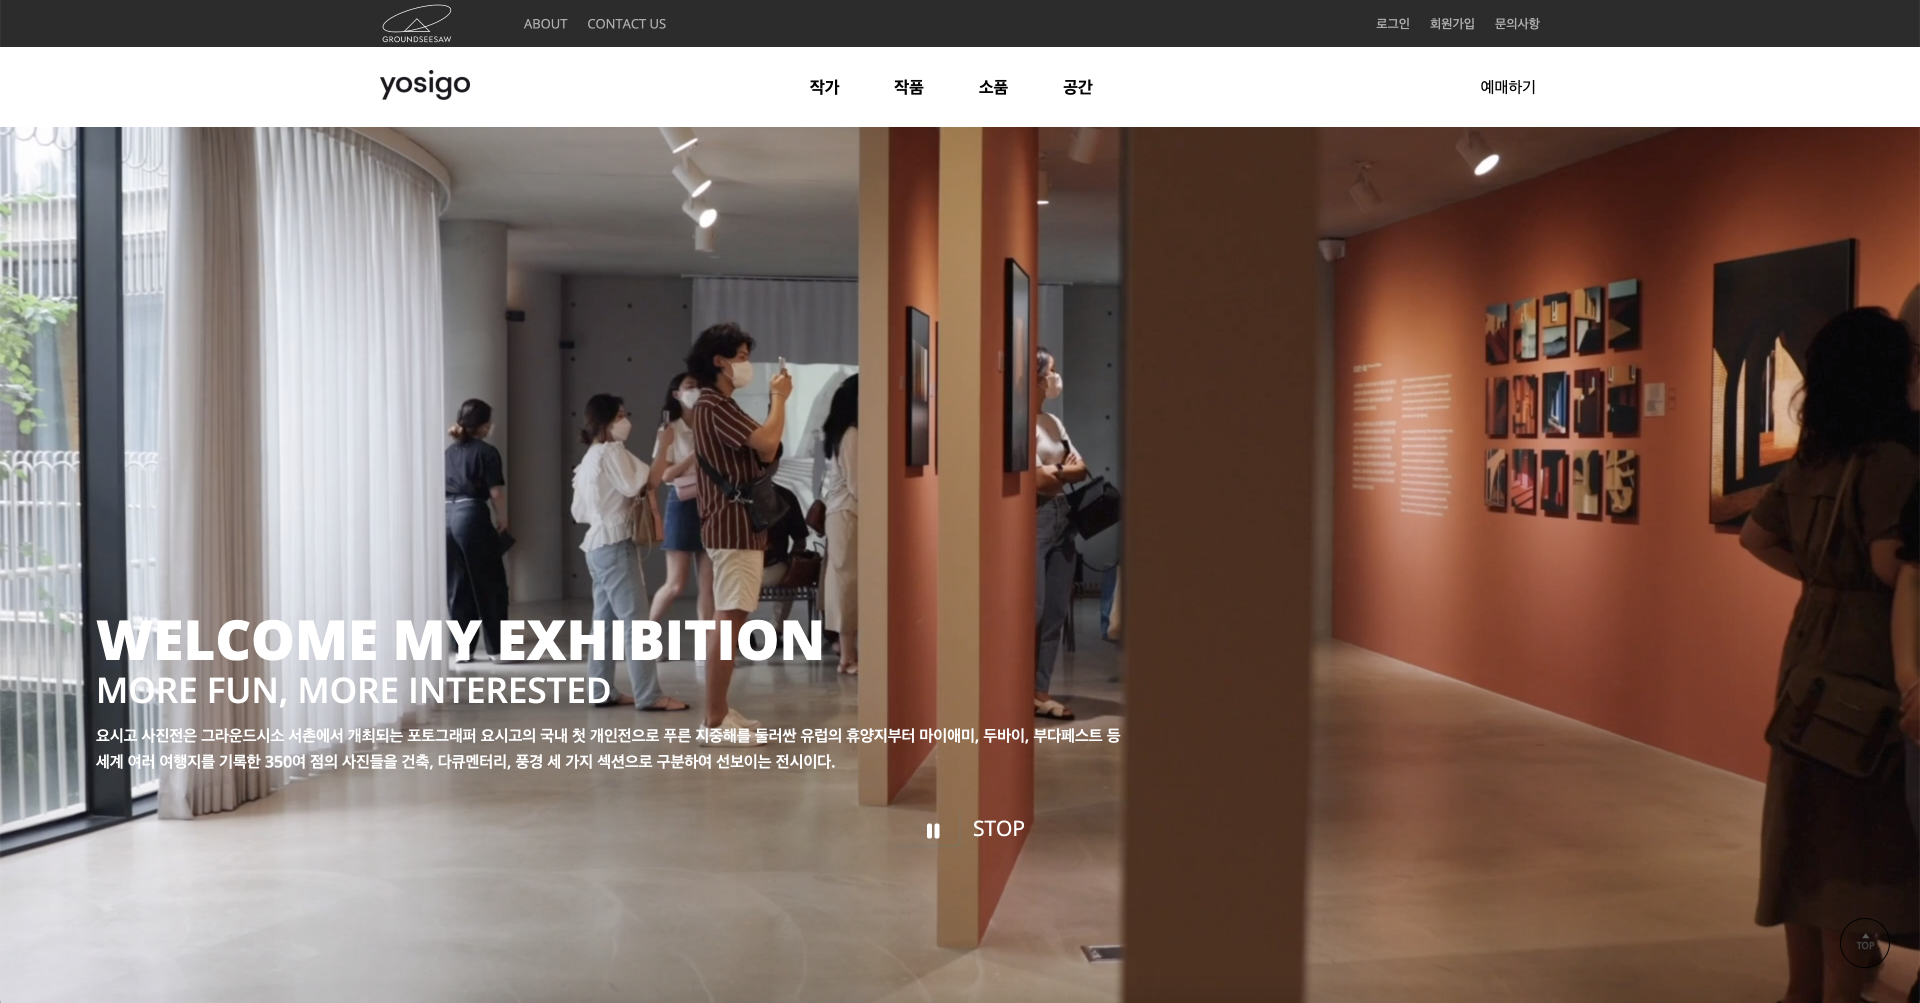 GROUNDSEESAW
ABOUT CONTACT US
로그인 회원가입 문의사항
yosigo
작가 작품 소품 공간
예매하기
WELCOME MY EXHIBITION
MORE FUN, MORE INTERESTED
요시고 사진전은 그라운드시소 서촌에서 개최되는 포토그래퍼 요시고의 국내 첫 개인전으로 푸른 지중해를 둘러싼 유럽의 휴양지부터 마이애미, 두바이, 부다페스트 등
세계 여러 여행지를 기록한 350여 점의 사진들을 건축, 다큐멘터리, 풍경 세 가지 섹션으로 구분하여 선보이는 전시이다.
STOP
TOP